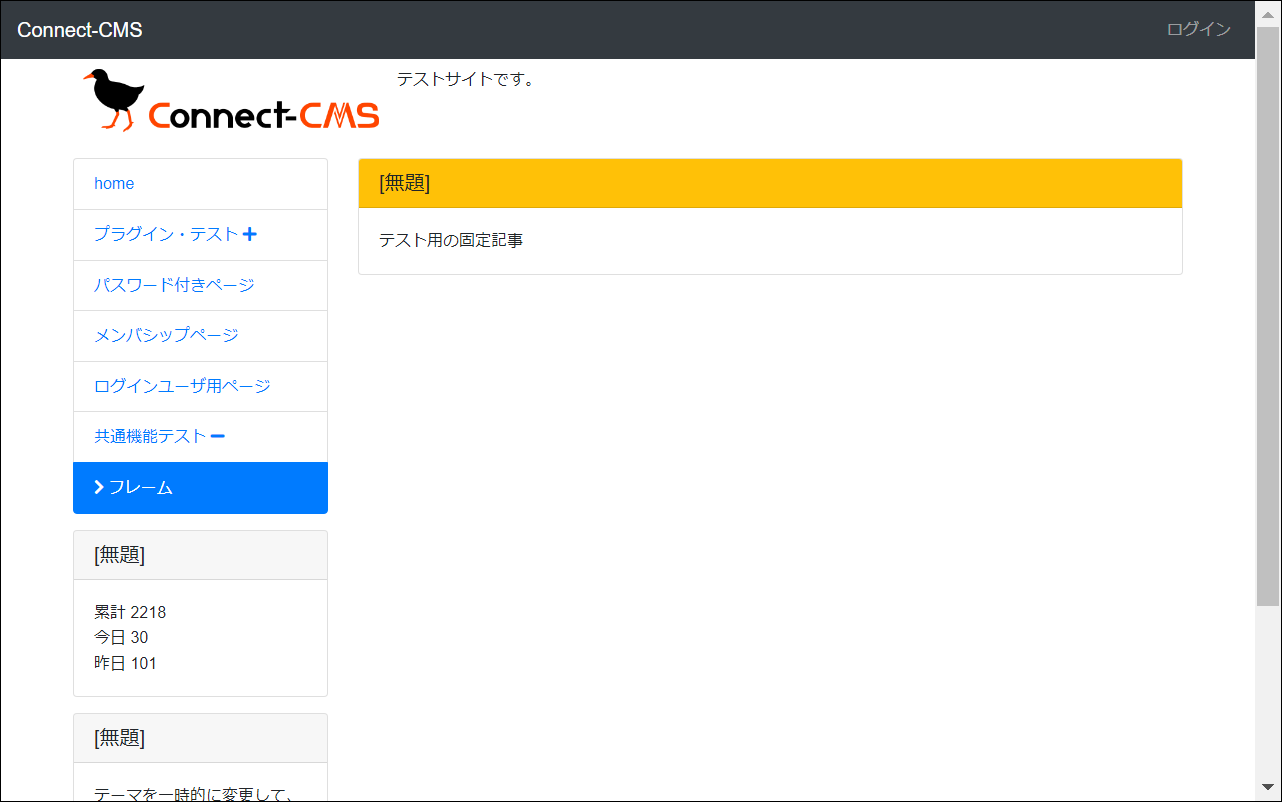 Connect-CMS
ログイン
Connect-CMS
テストサイトです。
home
プラグイン・テスト
パスワード付きページ
メンバシップページ
ログインユーザ用ページ
共通機能テスト
フレーム
[無題]
テスト用の固定記事
[無題]
累計 2218
今日 30
昨日 101
[無題]
テーマを一時的に変更して、